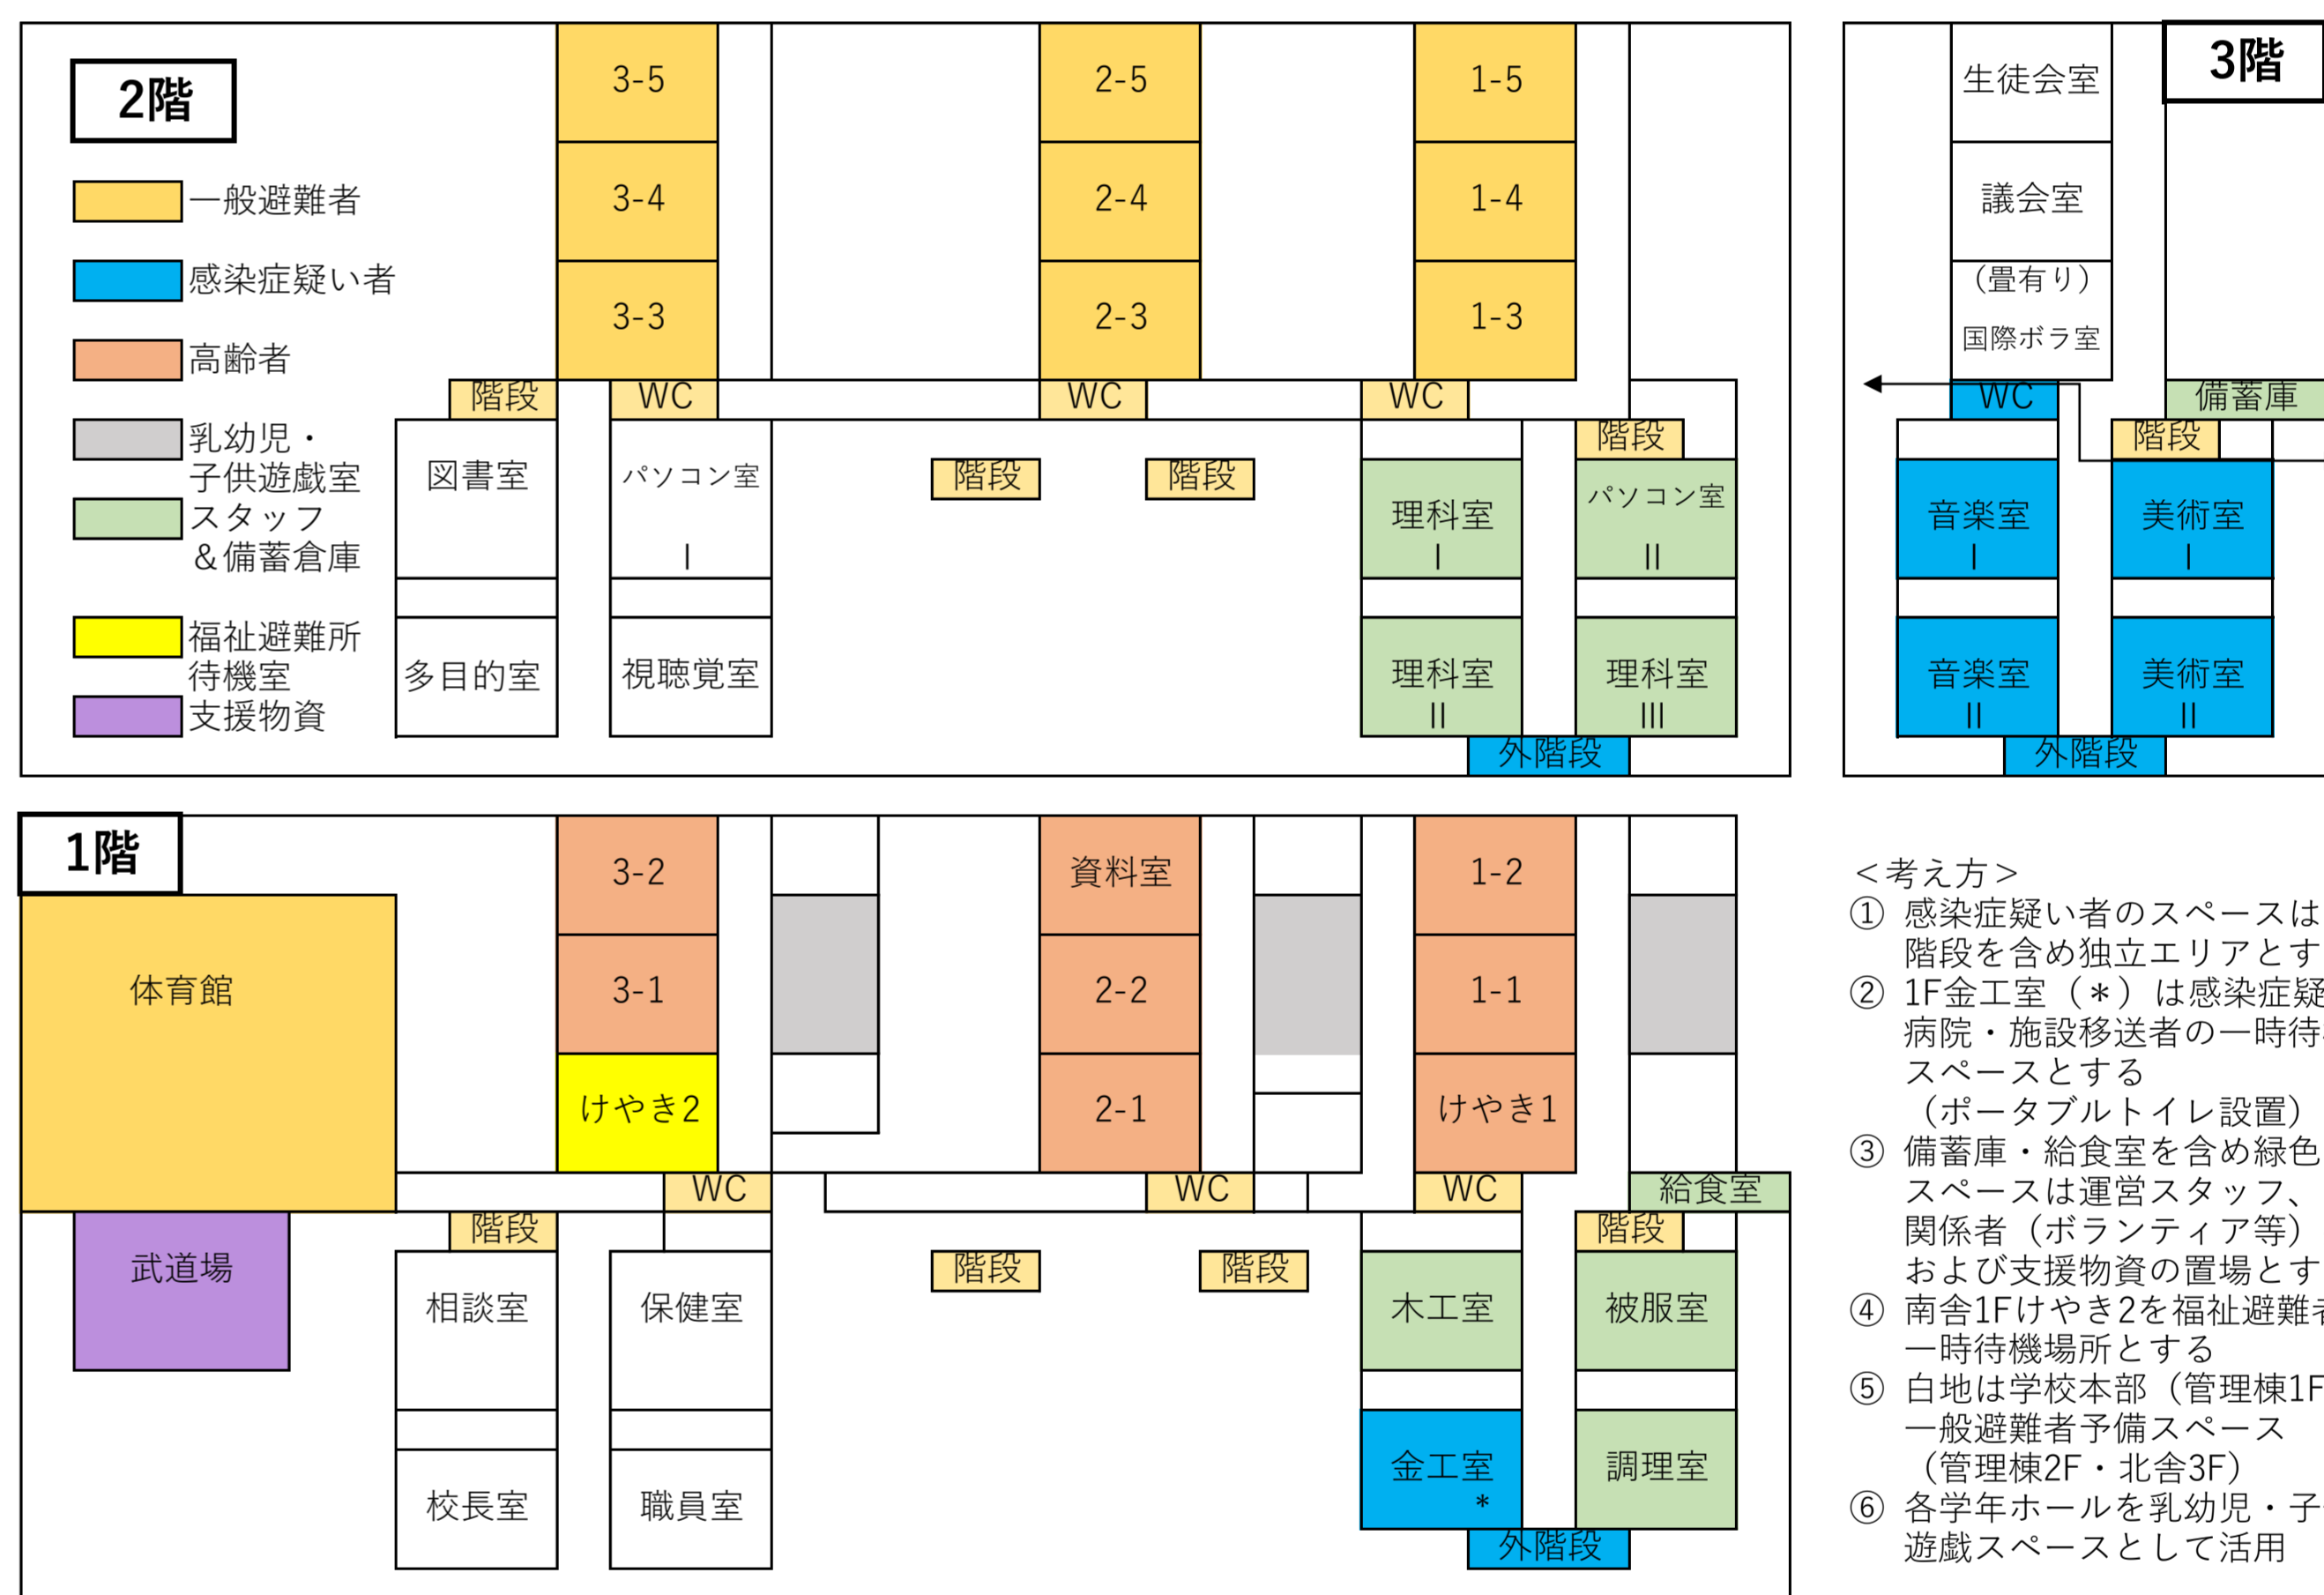 2階
3-5
2-5
1-5
3-4
2-4
1-4
3-3
2-3
1-3
一般避難者
感染症疑い者
高齢者
乳幼児・
子供遊戯室
スタッフ
&備蓄倉庫
福祉避難所
待機室
支援物資
階段
WC
WC
WC
階段
図書室
パソコン室
I
階段
階段
理科室
I
パソコン室
II
多目的室
視聴覚室
理科室
II
理科室
III
外階段
3階
生徒会室
議会室
(畳有り)
国際ボラ室
WC
備蓄庫
階段
音楽室
I
美術室
I
音楽室
II
美術室
II
外階段
1階
3-2
資料室
1-2
体育館
3-1
2-2
1-1
けやき2
2-1
けやき1
WC
WC
WC
給食室
階段
階段
武道場
階段
階段
相談室
保健室
木工室
被服室
校長室
職員室
金工室
*
調理室
外階段
<考え方>
① 感染症疑い者のスペースは
階段を含め独立エリアとす
② 1F金工室(*)は感染症疑
病院・施設移送者の一時待
スペースとする
(ポータブルトイレ設置)
③ 備蓄庫・給食室を含め緑色
スペースは運営スタッフ、
関係者(ボランティア等)
および支援物資の置場とす
④ 南舎1Fけやき2を福祉避難者
一時待機場所とする
⑤ 白地は学校本部(管理棟1F
一般避難者予備スペース
(管理棟2F・北舎3F)
⑥ 各学年ホールを乳幼児・子
遊戯スペースとして活用